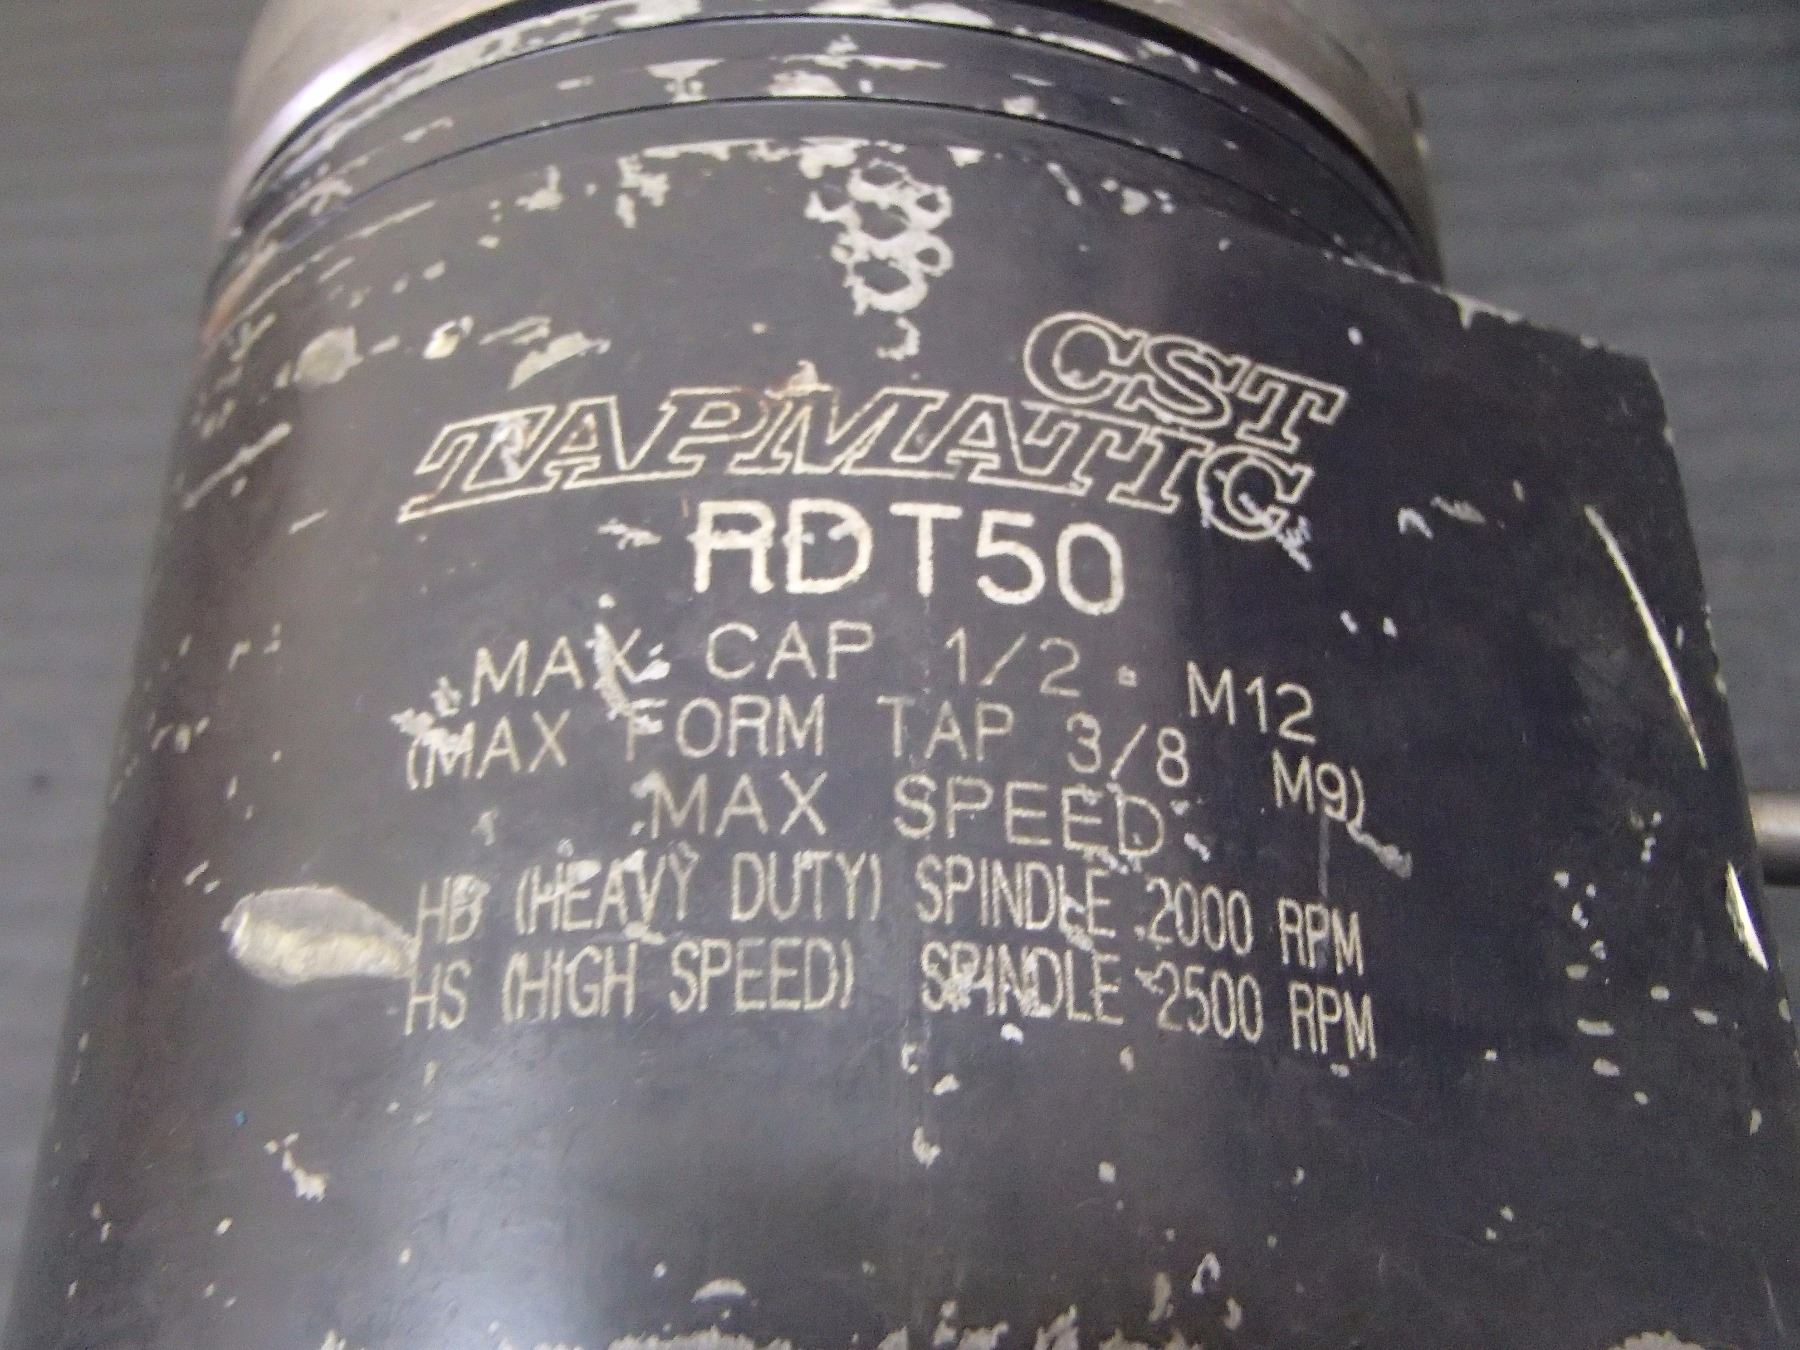 CST
TAPMATIC
RDT50
MAX CAP 1/2 - M12
(MAX FORM TAP 3/8 M9)
MAX SPEED
HD (HEAVY DUTY) SPINDLE 2000 RPM
HS (HIGH SPEED) SPINDLE 2500 RPM